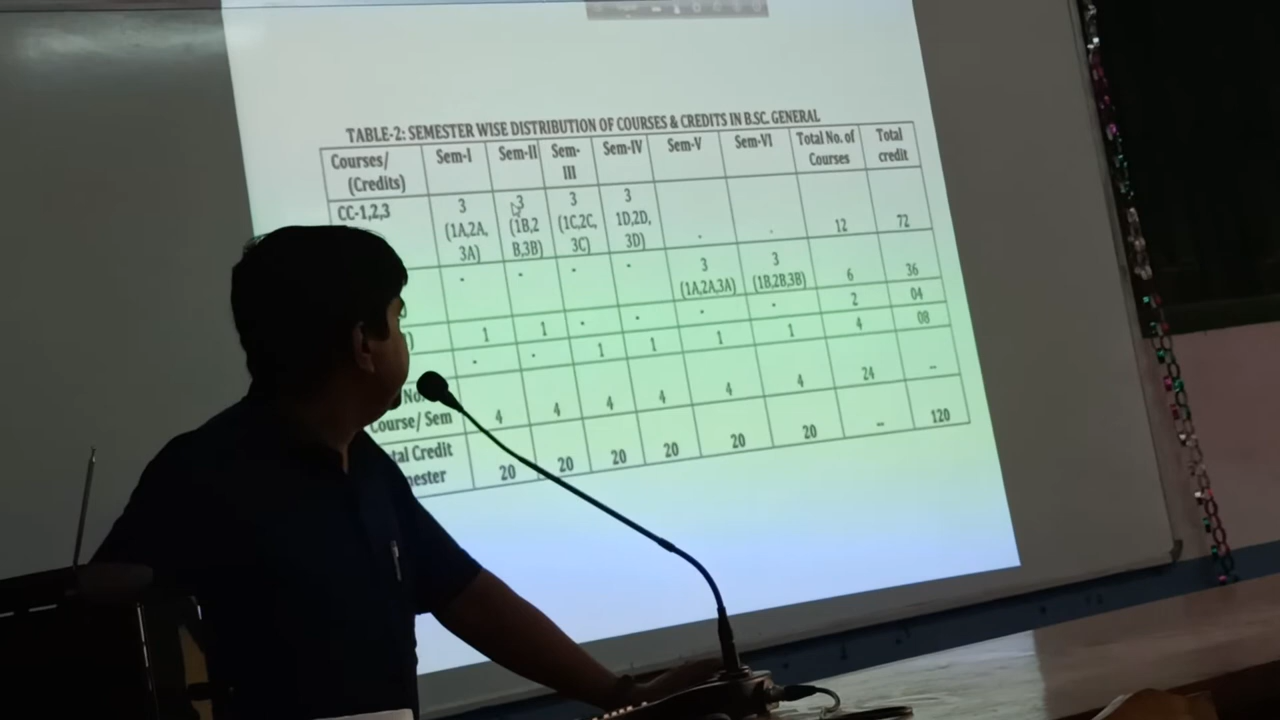 TABLE-2: SEMESTER WISE DISTRIBUTION OF COURSES & CREDITS IN B.SC. GENERAL
Courses/ (Credits) Sem-I Sem-II Sem-III Sem-IV Sem-V Sem-VI Total No. of Courses Total credit
CC-1,2,3 3 (1A,2A, 3A) 3 (1B,2 B,3B) 3 (1C,2C, 3C) 3 1D,2D, 3D) . . 12 72
) - - - - 3 (1A,2A,3A) 3 (1B,2B,3B) 6 36
) 1 1 - - - - 2 04
- - 1 1 1 1 4 08
No. Course/ Sem 4 4 4 4 4 4 24 --
tal Credit mester 20 20 20 20 20 20 -- 120